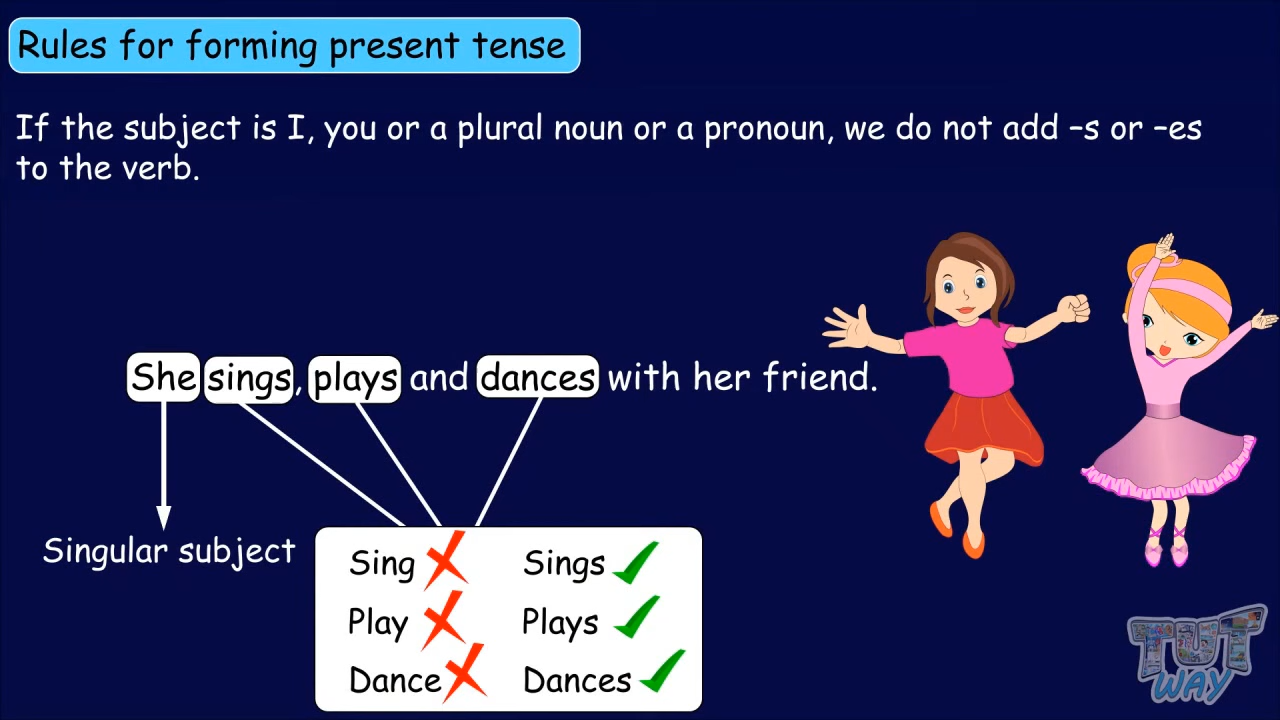 Rules for forming present tense
If the subject is I, you or a plural noun or a pronoun, we do not add –s or –es
to the verb.
She sings, plays and dances with her friend.
Singular subject
Sing Sings
Play Plays
Dance Dances
TUT
WAY